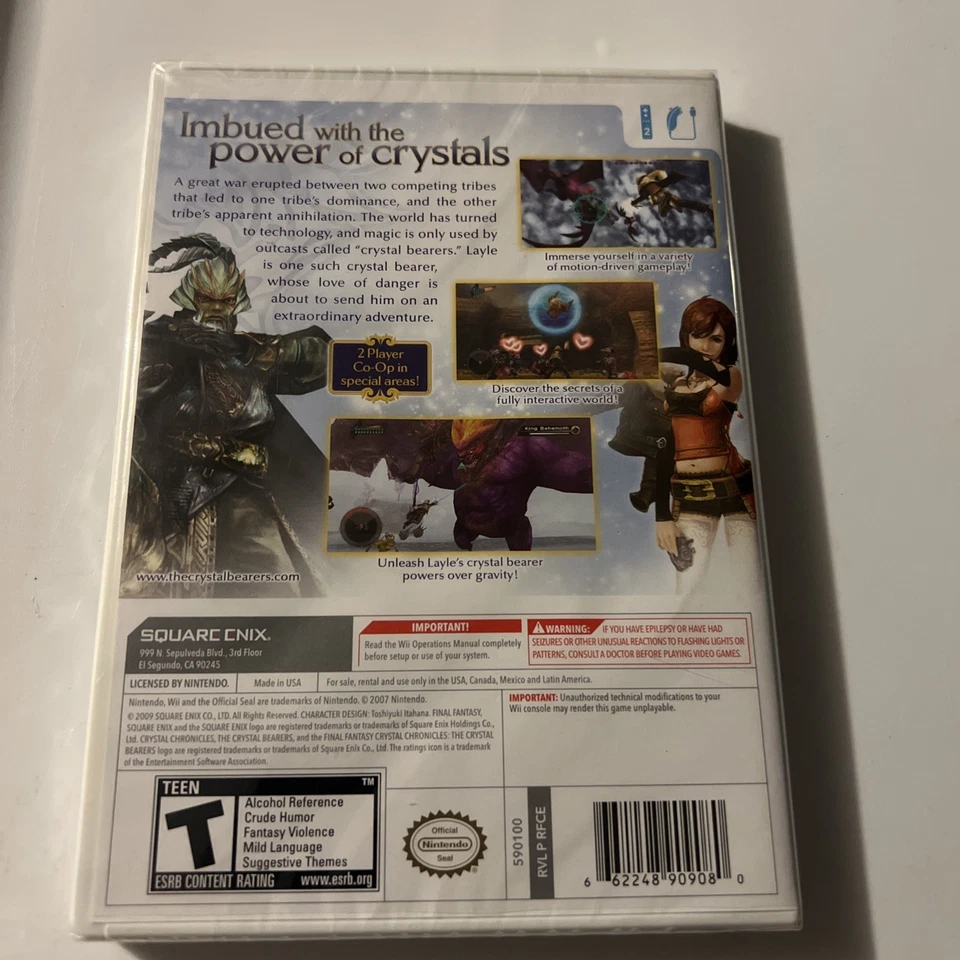 Imbued with the
power of crystals
A great war erupted between two competing tribes
that led to one tribe's dominance, and the other
tribe's apparent annihilation. The world has turned
to technology, and magic is only used by
outcasts called "crystal bearers." Layle
is one such crystal bearer,
whose love of danger is
about to send him on an
extraordinary adventure.
2
Immerse yourself in a variety
of motion-driven gameplay!
2 Player
Co-Op in
special areas!
Discover the secrets of a
fully interactive world!
King Behemoth
Unleash Layle's crystal bearer
powers over gravity!
www.thecrystalbearers.com
SQUARE ENIX®
999 N. Sepulveda Blvd., 3rd Floor
El Segundo, CA 90245
IMPORTANT!
Read the Wii Operations Manual completely
before setup or use of your system.
WARNING: IF YOU HAVE EPILEPSY OR HAVE HAD
SEIZURES OR OTHER UNUSUAL REACTIONS TO FLASHING LIGHTS OR
PATTERNS, CONSULT A DOCTOR BEFORE PLAYING VIDEO GAMES.
LICENSED BY NINTENDO.
Made in USA
For sale, rental and use only in the USA, Canada, Mexico and Latin America.
Nintendo, Wii and the Official Seal are trademarks of Nintendo. © 2007 Nintendo.
© 2009 SQUARE ENIX CO., LTD. All Rights Reserved. CHARACTER DESIGN: Toshiyuki Itahana. FINAL FANTASY,
SQUARE ENIX and the SQUARE ENIX logo are registered trademarks or trademarks of Square Enix Holdings Co.,
Ltd. CRYSTAL CHRONICLES, THE CRYSTAL BEARERS, and the FINAL FANTASY CRYSTAL CHRONICLES: THE CRYSTAL
BEARERS logo are registered trademarks or trademarks of Square Enix Co., Ltd. The ratings icon is a trademark
of the Entertainment Software Association.
IMPORTANT: Unauthorized technical modifications to your
Wii console may render this game unplayable.
TEEN
TM
T
Alcohol Reference
Crude Humor
Fantasy Violence
Mild Language
Suggestive Themes
ESRB CONTENT RATING www.esrb.org
Official
Nintendo
Seal
590100
RVL P RFCE
6 62248 90908 0